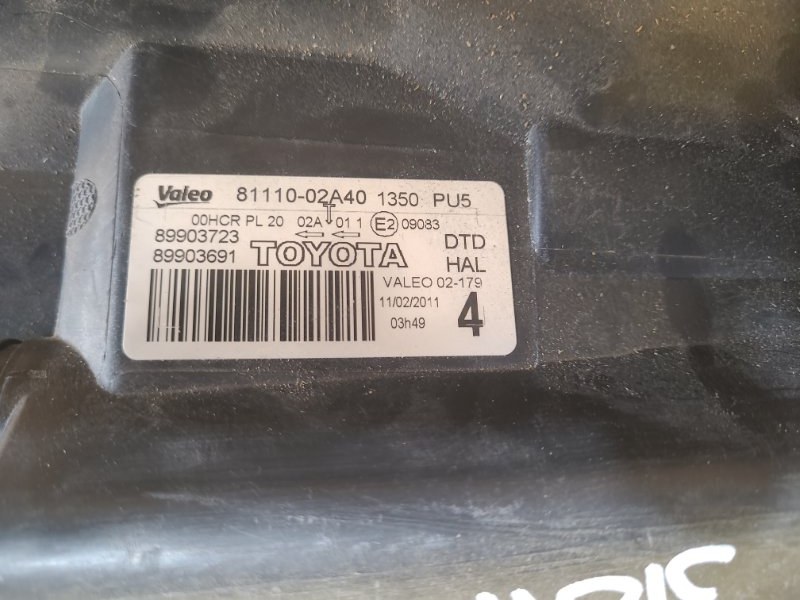 Valeo 81110-02A40 1350 PU5
00HCR PL 20 02A 01 1 E2 09083
89903723 TOYOTA DTD
89903691 HAL
VALEO 02-179
11/02/2011
03h49 4